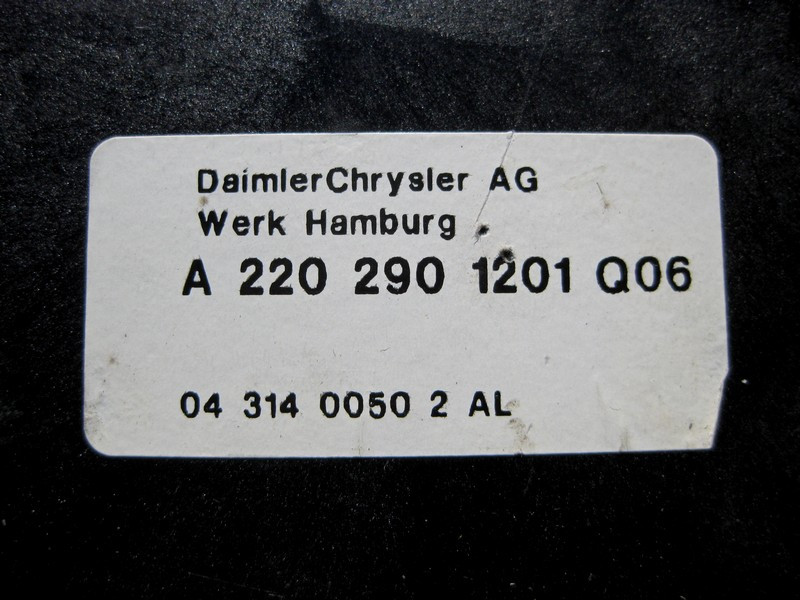 DaimlerChrysler AG
Werk Hamburg
A 220 290 1201 Q06
04 314 0050 2 AL